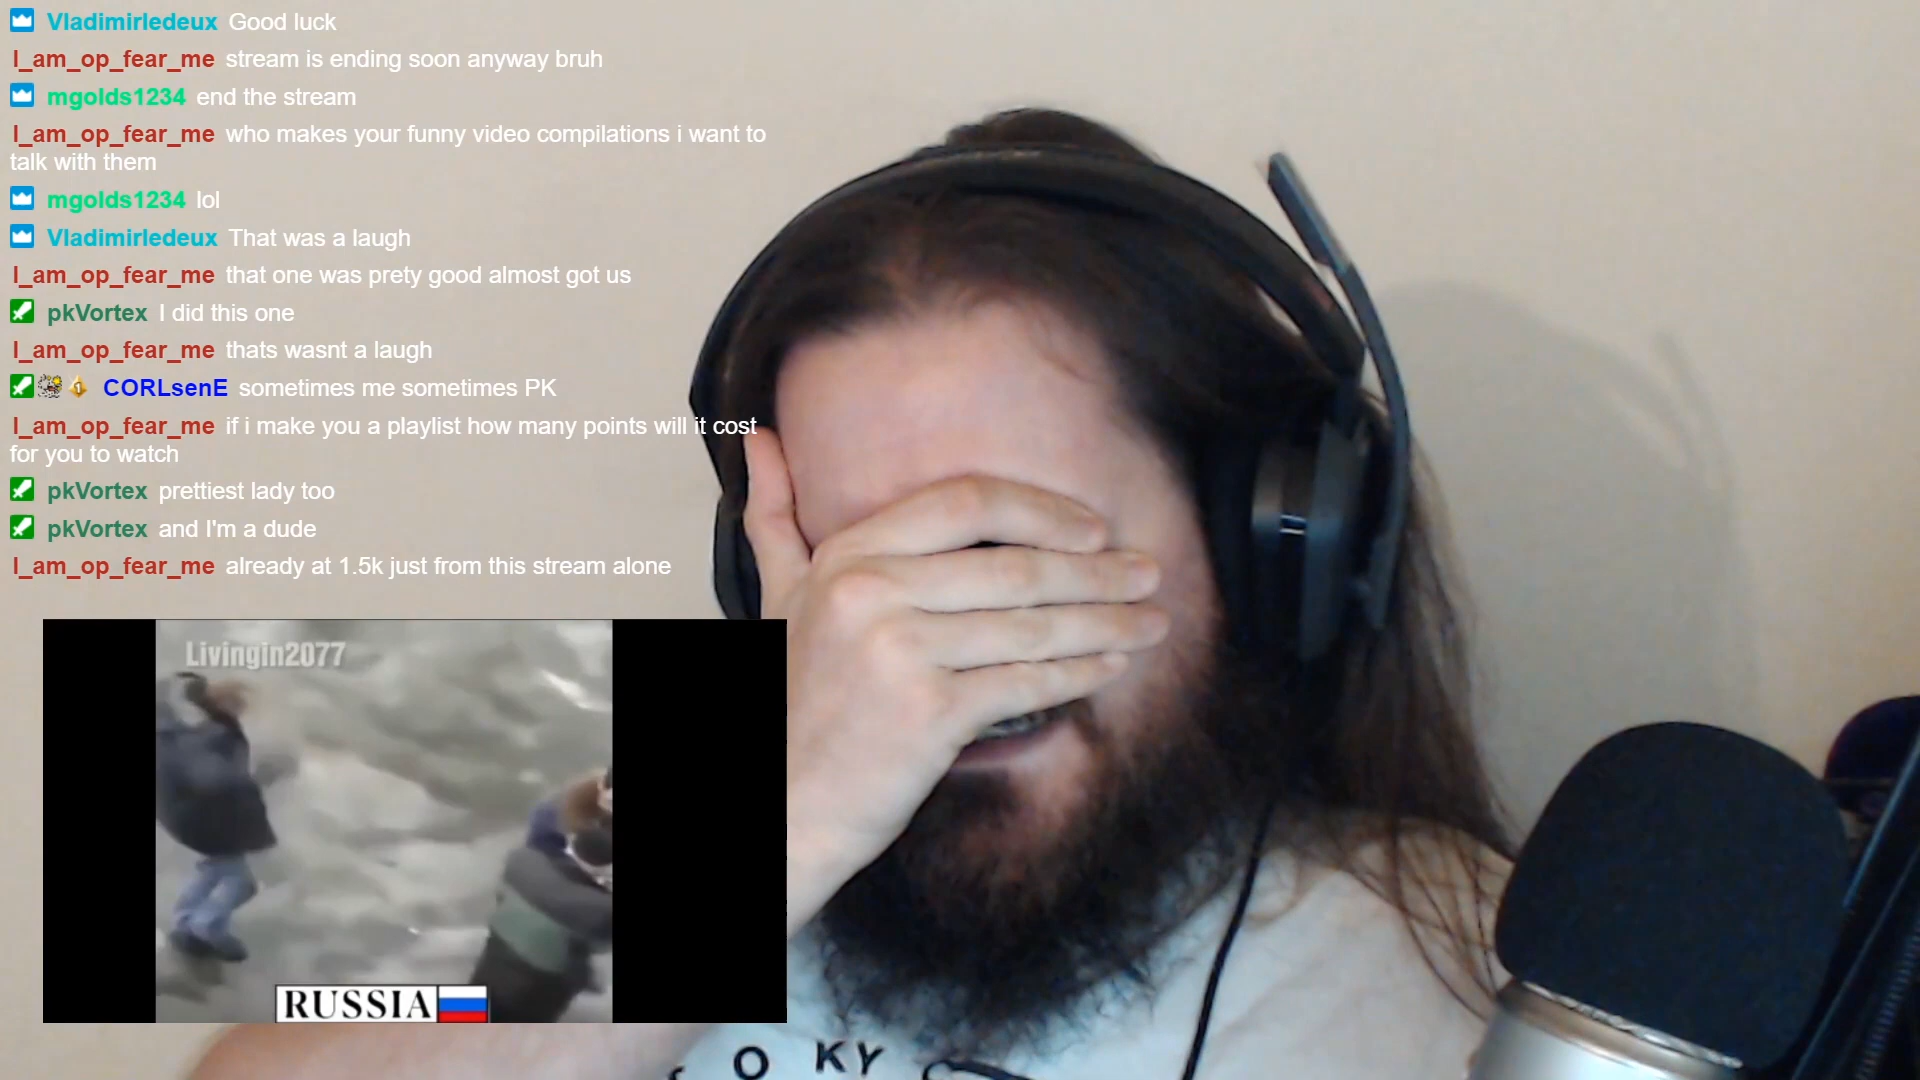 Vladimirledeux Good luck
I_am_op_fear_me stream is ending soon anyway bruh
mgolds1234 end the stream
I_am_op_fear_me who makes your funny video compilations i want to
talk with them
mgolds1234 lol
Vladimirledeux That was a laugh
I_am_op_fear_me that one was prety good almost got us
pkVortex I did this one
I_am_op_fear_me thats wasnt a laugh
CORLsenE sometimes me sometimes PK
I_am_op_fear_me if i make you a playlist how many points will it cost
for you to watch
pkVortex prettiest lady too
pkVortex and I'm a dude
I_am_op_fear_me already at 1.5k just from this stream alone
Livingin2077
RUSSIA
O KY